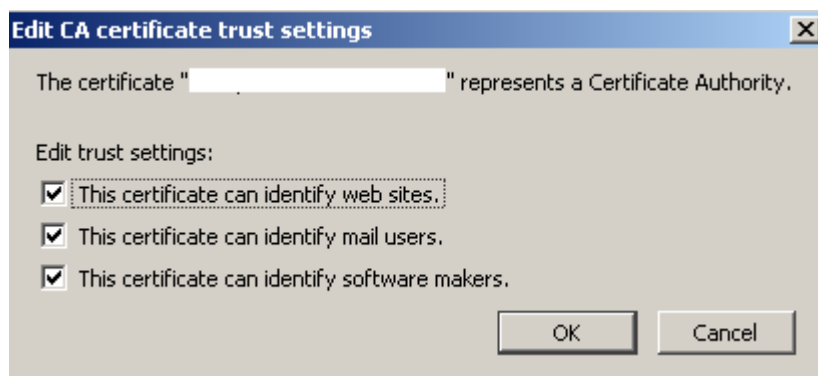 Edit CA certificate trust settings
The certificate " " represents a Certificate Authority.
Edit trust settings:
This certificate can identify web sites.
This certificate can identify mail users.
This certificate can identify software makers.
OK Cancel